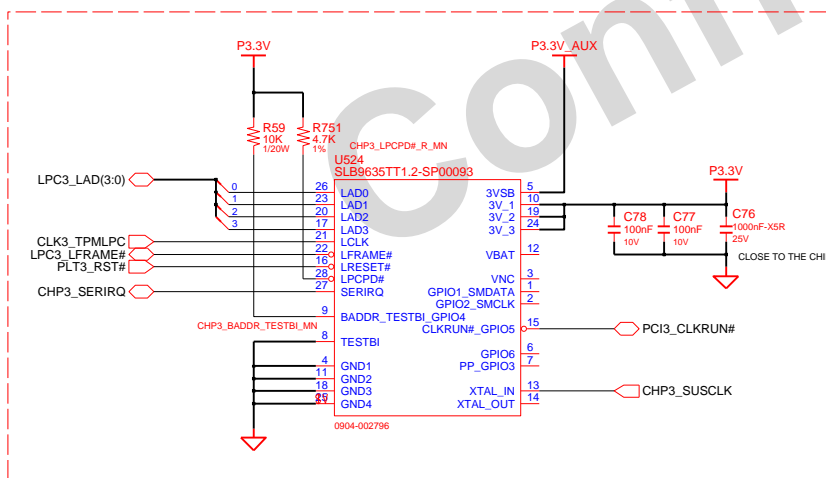 Conf
P3.3V
P3.3V_AUX
R59
10K
1/20W
R751
4.7K
1%
CHP3_LPCPD#_R_MN
U524
SLB9635TT1.2-SP00093
P3.3V
LPC3_LAD(3:0)
0
1
2
3
26 LAD0
23 LAD1
20 LAD2
17 LAD3
CLK3_TPMLPC 21 LCLK
LPC3_LFRAME# 22 LFRAME#
PLT3_RST# 16 LRESET#
28 LPCPD#
CHP3_SERIRQ 27 SERIRQ
9 BADDR_TESTBI_GPIO4
CHP3_BADDR_TESTBI_MN
8 TESTBI
4 GND1
11 GND2
18 GND3
GND4
3VSB 5
3V_1 10
3V_2 19
3V_3 24
VBAT 12
VNC 3
GPIO1_SMDATA 1
GPIO2_SMCLK 2
CLKRUN#_GPIO5 15 PCI3_CLKRUN#
GPIO6 6
PP_GPIO3 7
XTAL_IN 13 CHP3_SUSCLK
XTAL_OUT 14
C78
100nF
10V
C77
100nF
10V
C76
1000nF-X5R
25V
CLOSE TO THE CHI
0904-002796